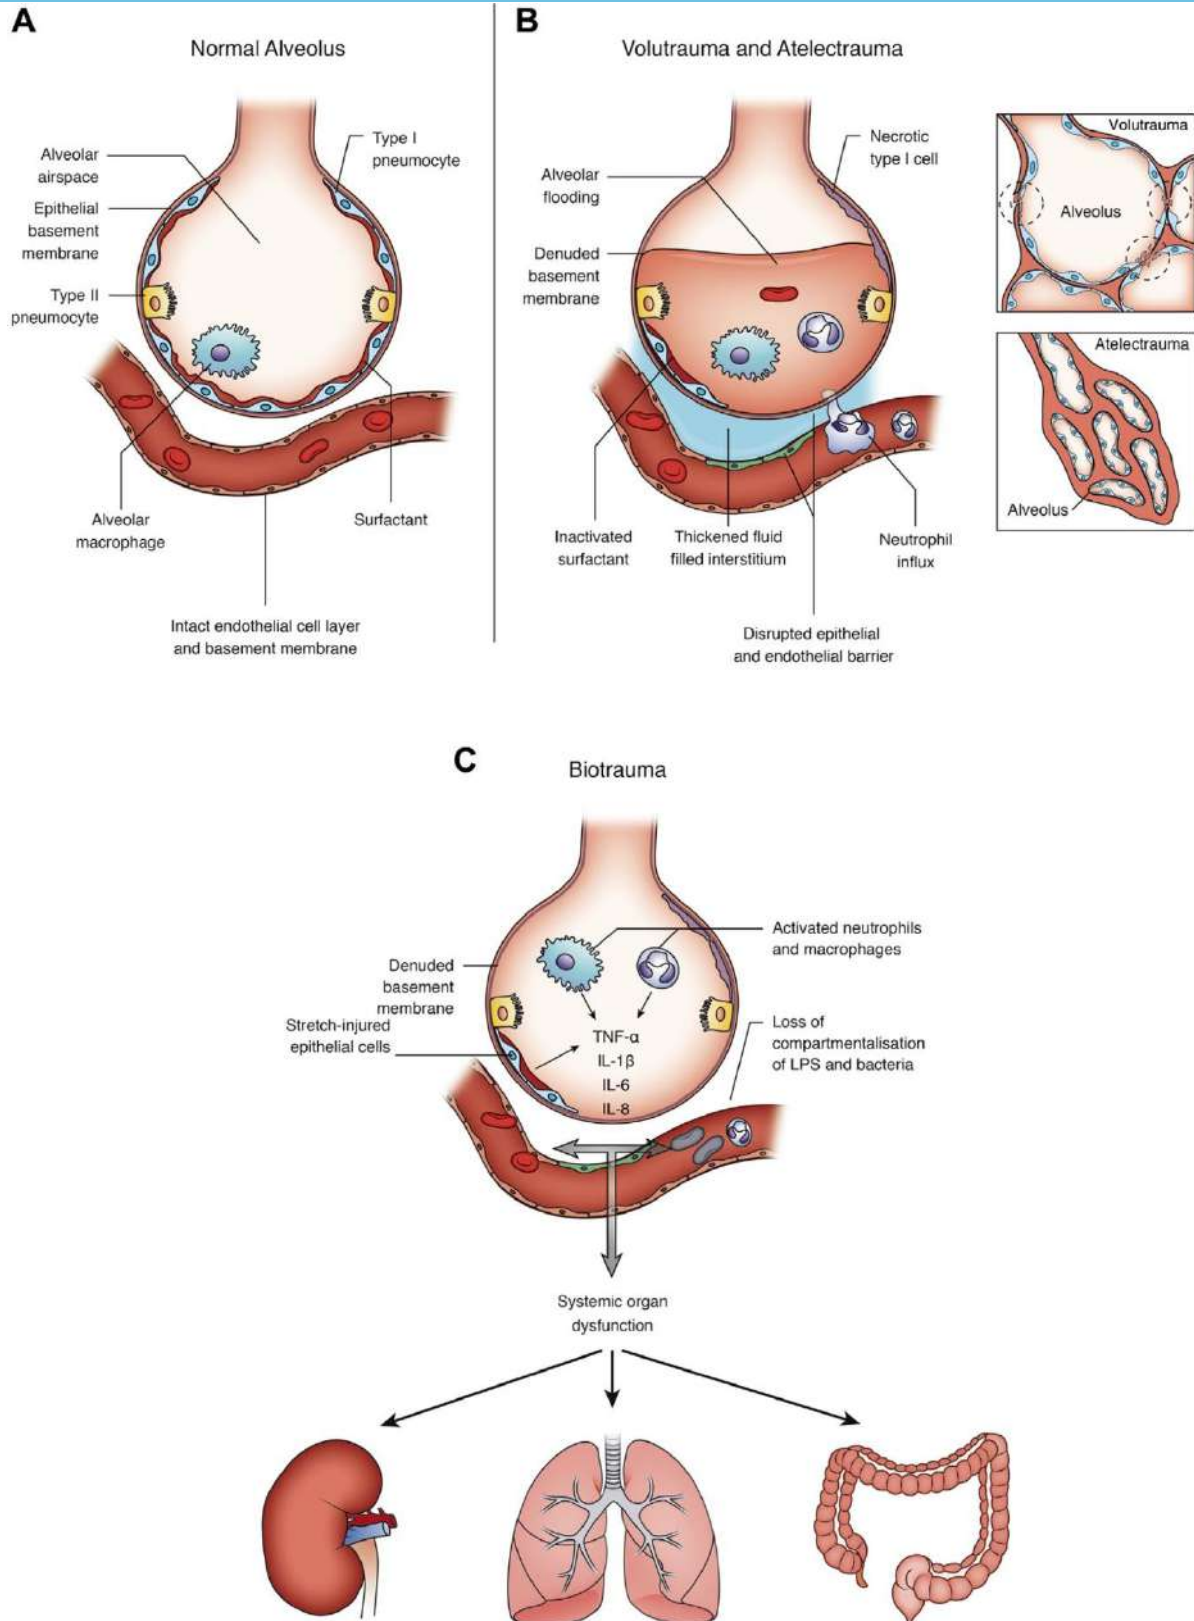 A
Normal Alveolus
Alveolar
airspace
Epithelial
basement
membrane
Type II
pneumocyte
Type I
pneumocyte
Alveolar
macrophage
Surfactant
Intact endothelial cell layer
and basement membrane
B
Volutrauma and Atelectrauma
Alveolar
flooding
Denuded
basement
membrane
Necrotic
type I cell
Inactivated
surfactant
Thickened fluid
filled interstitium
Neutrophil
influx
Disrupted epithelial
and endothelial barrier
Volutrauma
Alveolus
Atelectrauma
Alveolus
C
Biotrauma
Activated neutrophils
and macrophages
Denuded
basement
membrane
Stretch-injured
epithelial cells
TNF-α
IL-1β
IL-6
IL-8
Loss of
compartmentalisation
of LPS and bacteria
Systemic organ
dysfunction